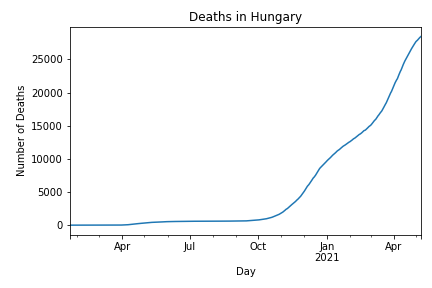 Deaths in Hungary
Number of Deaths
25000
20000
15000
10000
5000
0
Apr Jul Oct Jan Apr
2021
Day